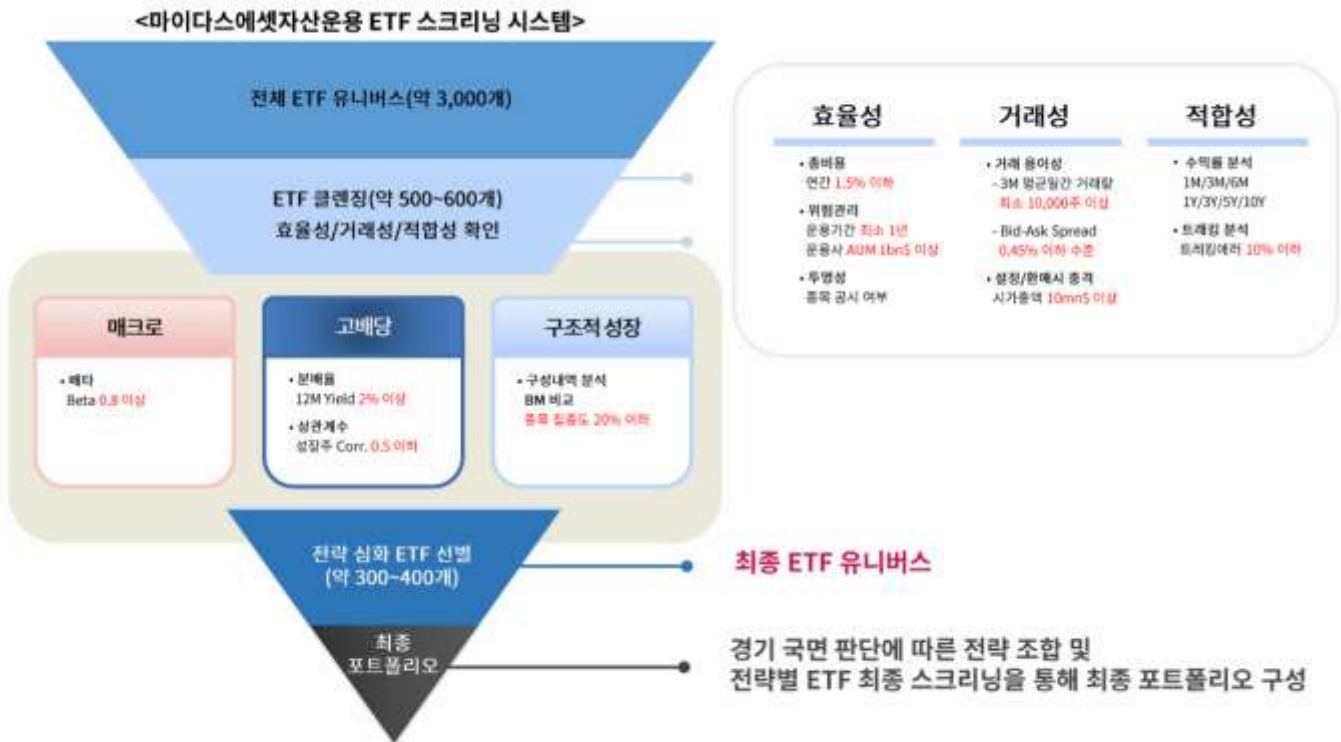 <마이다스에셋자산운용 ETF 스크리닝 시스템>
전체 ETF 유니버스(약 3,000개)
ETF 클렌징(약 500~600개)
효율성/거래성/적합성 확인
효율성
• 총비용
연간 1.5% 이하
• 위험관리
운용기간 최소 1년
운용사 AUM 1bn$ 이상
• 투명성
종목 공시 여부
거래성
• 거래 용이성
- 3M 평균일간 거래량
최소 10,000주 이상
- Bid-Ask Spread
0.45% 이하 수준
• 설정/환매시 충격
시가총액 10mn$ 이상
적합성
• 수익률 분석
1M/3M/6M
1Y/3Y/5Y/10Y
• 트래킹 분석
트레킹에러 10% 이하
매크로
• 베타
Beta 0.8 이상
고배당
• 분배율
12M Yield 2% 이상
• 상관계수
성장주 Corr. 0.5 이하
구조적 성장
• 구성내역 분석
BM 비교
종목 집중도 20% 이하
전략 심화 ETF 선별
(약 300~400개)
최종 ETF 유니버스
최종
포트폴리오
경기 국면 판단에 따른 전략 조합 및
전략별 ETF 최종 스크리닝을 통해 최종 포트폴리오 구성